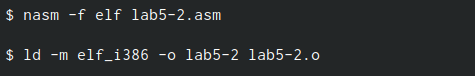 $ nasm -f elf lab5-2.asm
$ ld -m elf_i386 -o lab5-2 lab5-2.o